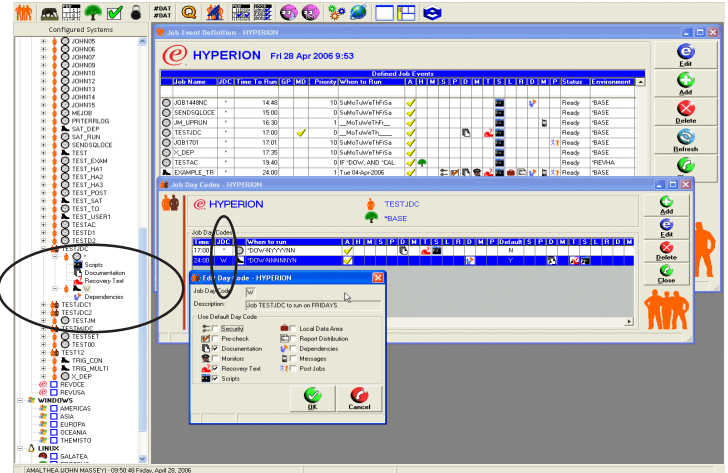 #DAT
#DAT
Configured Systems
JOHN05
JOHN06
JOHN07
JOHN09
JOHN10
JOHN12
JOHN13
JOHN14
JOHN15
MEJOB
PRTERRLOG
SAT_DEP
SAT_RUN
SENDSQLOCE
TEST
TEST_EXAM
TEST_HA1
TEST_HA2
TEST_HA3
TEST_POST
TEST_SAT
TEST_TO
TEST_USER1
TESTAC
TESTD1
TESTD2
TESTJDC
*
Scripts
Documentation
Recovery Text
W
Dependencies
TESTJDC1
TESTJDC2
TESTJM
TESTMJDC
TESTSET
TEST00
TEST12
TRIG_CON
TRIG_MULTI
X_DEP
REVOCE
REVUSA
WINDOWS
AMERICAS
ASIA
EUROPA
OCEANIA
THEMISTO
LINUX
GALATEA
Job Event Definition - HYPERION
HYPERION Fri 28 Apr 2006 9:53
Defined Job Events
Job Name JDC Time To Run GP MD Priority When to Run A H M S P D M T S L R D M P Status Environment
JOB1448NC * 14:48 10 SuMoTuWeThFrSa Ready *BASE
SENDSQLOCE * 15:00 0 SuMoTuWeThFrSa Ready *BASE
JM_UPRUN * 16:30 1 __MoTuWeThFr__ Ready *BASE
TESTJDC * 17:00 0 __MoTuWeTh____ Ready *BASE
JOB1701 * 17:01 10 SuMoTuWeThFrSa Ready *BASE
X_DEP * 17:35 10 SuMoTuWeThFrSa Ready *BASE
TESTAC * 19:40 0 IF *DOW, AND *CAL Ready *REVHA
EXAMPLE_TR * 24:00 1 Tue 04-Apr-2006 Ready *BASE
Edit
Add
Delete
Refresh
Close
Job Day Codes - HYPERION
HYPERION
TESTJDC
*BASE
Job Day Codes
Time JDC When to run A H M S P D M T S L R D M P Default S P D M T S L R D M
17:00 * *DOW-NYYYYNN N
24:00 W *DOW-NNNNNYN Y
Add
Edit
Delete
Close
Edit Day Code - HYPERION
Job Day Code: W
Description: Job TESTJDC to run on FRIDAYS.
Use Default Day Code
Security Local Data Area
Pre-check Report Distribution
Documentation Dependencies
Monitors Messages
Recovery Text Post Jobs
Scripts
OK Cancel
AMALTHEA (JOHN MASSEY) - 09:50:48 Friday, April 28, 2006